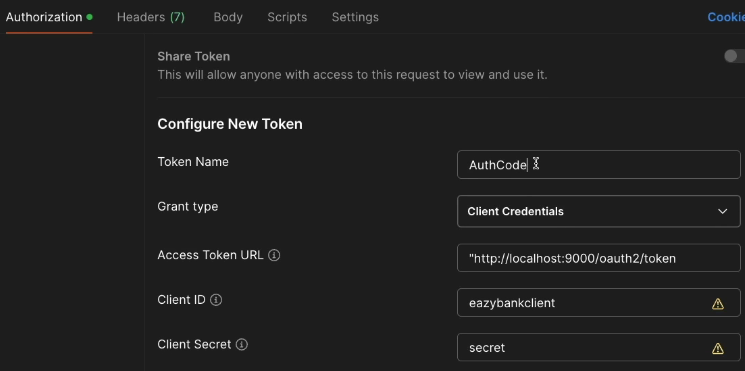 Authorization Headers (7) Body Scripts Settings Cookie
Share Token
This will allow anyone with access to this request to view and use it.
Configure New Token
Token Name AuthCode
Grant type Client Credentials
Access Token URL "http://localhost:9000/oauth2/token
Client ID eazybankclient
Client Secret secret